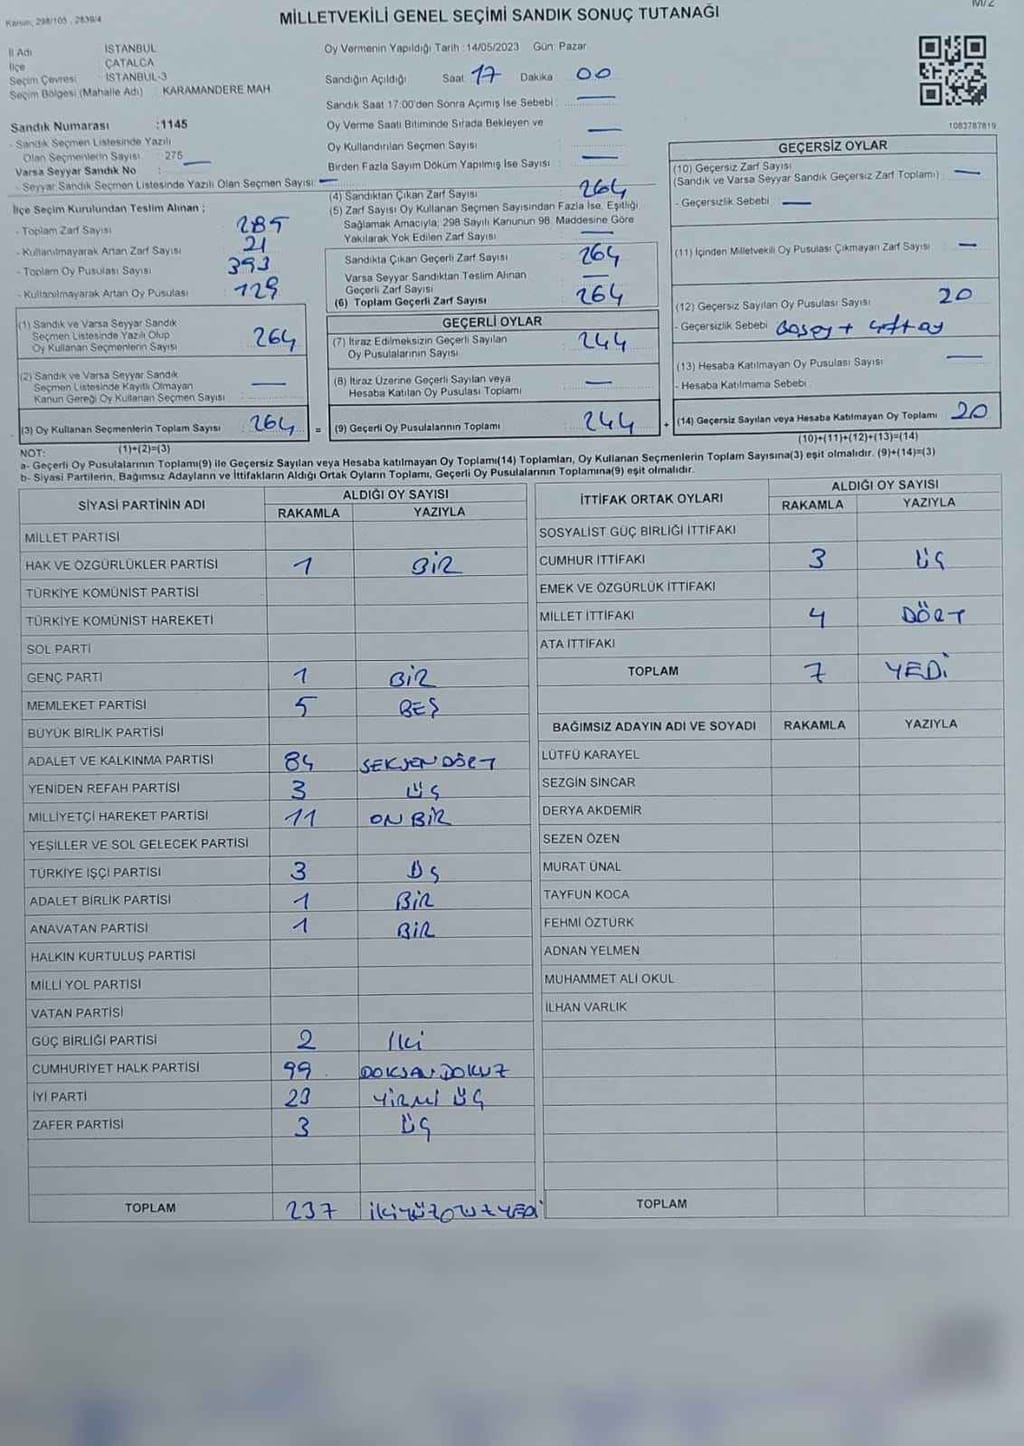 MİLLETVEKİLİ GENEL SEÇİMİ SANDIK SONUÇ TUTANAĞI
İl Adı İSTANBUL
İlçe ÇATALCA
Seçim Çevresi : İSTANBUL-3
Seçim Bölgesi (Mahalle Adı) KARAMANDERE MAH
Sandık Numarası :1145
- Sandık Seçmen Listesinde Yazılı
Olan Seçmenlerin Sayısı : 275
Varsa Seyyar Sandık No : —
- Seyyar Sandık Seçmen Listesinde Yazılı Olan Seçmen Sayısı: —
Oy Vermenin Yapıldığı Tarih :14/05/2023 Gün: Pazar
Sandığın Açıldığı Saat 17 Dakika 00
Sandık Saat 17:00'den Sonra Açımış İse Sebebi : —
Oy Verme Saati Bitiminde Sırada Bekleyen ve
Oy Kullandırılan Seçmen Sayısı : —
Birden Fazla Sayım Döküm Yapılmış İse Sayısı : —
1083787819
İlçe Seçim Kurulundan Teslim Alınan ;
- Toplam Zarf Sayısı 285
- Kullanılmayarak Artan Zarf Sayısı 21
- Toplam Oy Pusulası Sayısı 393
- Kullanılmayarak Artan Oy Pusulası 129
(1) Sandık ve Varsa Seyyar Sandık
Seçmen Listesinde Yazılı Olup
Oy Kullanan Seçmenlerin Sayısı 264
(2) Sandık ve Varsa Seyyar Sandık
Seçmen Listesinde Kayıtlı Olmayan
Kanun Gereği Oy Kullanan Seçmen Sayısı —
(3) Oy Kullanan Seçmenlerin Toplam Sayısı 264 =
(1)+(2)=(3)
(4) Sandıktan Çıkan Zarf Sayısı 264
(5) Zarf Sayısı Oy Kullanan Seçmen Sayısından Fazla İse, Eşitliği
Sağlamak Amacıyla; 298 Sayılı Kanunun 98. Maddesine Göre
Yakılarak Yok Edilen Zarf Sayısı —
Sandıkta Çıkan Geçerli Zarf Sayısı 264
Varsa Seyyar Sandıktan Teslim Alınan
Geçerli Zarf Sayısı —
(6) Toplam Geçerli Zarf Sayısı 264
GEÇERLİ OYLAR
(7) İtiraz Edilmeksizin Geçerli Sayılan
Oy Pusulalarının Sayısı 244
(8) İtiraz Üzerine Geçerli Sayılan veya
Hesaba Katılan Oy Pusulası Toplamı —
(9) Geçerli Oy Pusulalarının Toplamı 244 +
GEÇERSİZ OYLAR
(10) Geçersiz Zarf Sayısı
(Sandık ve Varsa Seyyar Sandık Geçersiz Zarf Toplamı) —
- Geçersizlik Sebebi : —
(11) İçinden Milletvekili Oy Pusulası Çıkmayan Zarf Sayısı —
(12) Geçersiz Sayılan Oy Pusulası Sayısı 20
- Geçersizlik Sebebi
(13) Hesaba Katılmayan Oy Pusulası Sayısı —
- Hesaba Katılmama Sebebi :
(14) Geçersiz Sayılan veya Hesaba Katılmayan Oy Toplamı 20
(10)+(11)+(12)+(13)=(14)
NOT:
a- Geçerli Oy Pusulalarının Toplamı(9) ile Geçersiz Sayılan veya Hesaba katılmayan Oy Toplamı(14) Toplamları, Oy Kullanan Seçmenlerin Toplam Sayısına(3) eşit olmalıdır. (9)+(14)=(3)
b- Siyasi Partilerin, Bağımsız Adayların ve İttifakların Aldığı Ortak Oyların Toplamı, Geçerli Oy Pusulalarının Toplamına(9) eşit olmalıdır.
SİYASİ PARTİNİN ADI ALDIĞI OY SAYISI
RAKAMLA YAZIYLA
MİLLET PARTİSİ
HAK VE ÖZGÜRLÜKLER PARTİSİ 1 BİR
TÜRKİYE KOMÜNİST PARTİSİ
TÜRKİYE KOMÜNİST HAREKETİ
SOL PARTİ
GENÇ PARTİ 1 BİR
MEMLEKET PARTİSİ 5 BEŞ
BÜYÜK BİRLİK PARTİSİ
ADALET VE KALKINMA PARTİSİ 84 SEKSEN DÖRT
YENİDEN REFAH PARTİSİ 3 ÜÇ
MİLLİYETÇİ HAREKET PARTİSİ 11 ON BİR
YEŞİLLER VE SOL GELECEK PARTİSİ
TÜRKİYE İŞÇİ PARTİSİ 3 ÜÇ
ADALET BİRLİK PARTİSİ 1 BİR
ANAVATAN PARTİSİ 1 BİR
HALKIN KURTULUŞ PARTİSİ
MİLLİ YOL PARTİSİ
VATAN PARTİSİ
GÜÇ BİRLİĞİ PARTİSİ 2 İKİ
CUMHURİYET HALK PARTİSİ 99 DOKSAN DOKUZ
İYİ PARTİ 23 YİRMİ ÜÇ
ZAFER PARTİSİ 3 ÜÇ
TOPLAM 237 İKİYÜZOTUZYEDİ
İTTİFAK ORTAK OYLARI ALDIĞI OY SAYISI
RAKAMLA YAZIYLA
SOSYALİST GÜÇ BİRLİĞİ İTTİFAKI
CUMHUR İTTİFAKI 3 ÜÇ
EMEK VE ÖZGÜRLÜK İTTİFAKI
MİLLET İTTİFAKI 4 DÖRT
ATA İTTİFAKI
TOPLAM 7 YEDİ
BAĞIMSIZ ADAYIN ADI VE SOYADI RAKAMLA YAZIYLA
LÜTFÜ KARAYEL
SEZGİN SİNCAR
DERYA AKDEMİR
SEZEN ÖZEN
MURAT ÜNAL
TAYFUN KOCA
FEHMİ ÖZTÜRK
ADNAN YELMEN
MUHAMMET ALİ OKUL
İLHAN VARLIK
TOPLAM